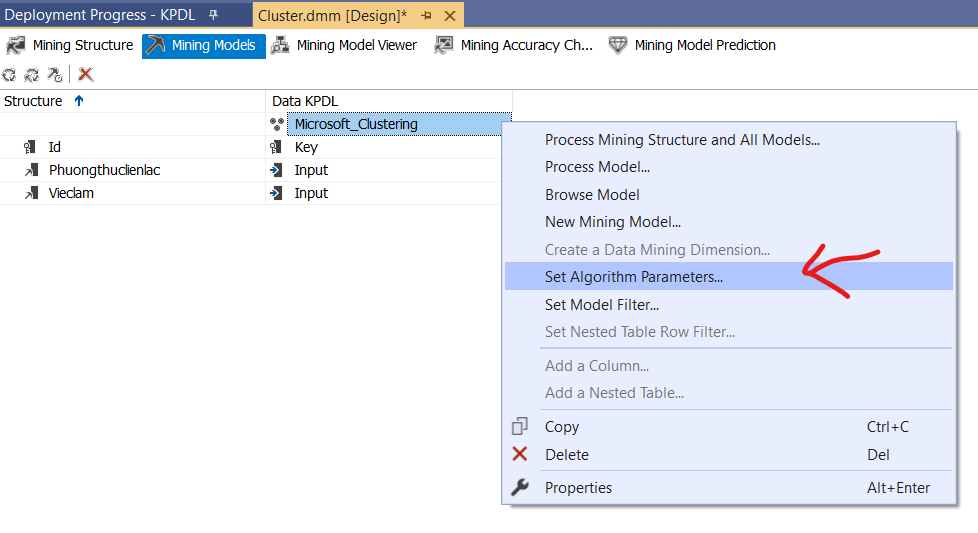 Deployment Progress - KPDL
Cluster.dmm [Design]*
Mining Structure
Mining Models
Mining Model Viewer
Mining Accuracy Ch...
Mining Model Prediction
Structure
Data KPDL
Microsoft_Clustering
Id
Key
Phuongthuclienlac
Input
Vieclam
Input
Process Mining Structure and All Models...
Process Model...
Browse Model
New Mining Model...
Create a Data Mining Dimension...
Set Algorithm Parameters...
Set Model Filter...
Set Nested Table Row Filter...
Add a Column...
Add a Nested Table...
Copy Ctrl+C
Delete Del
Properties Alt+Enter